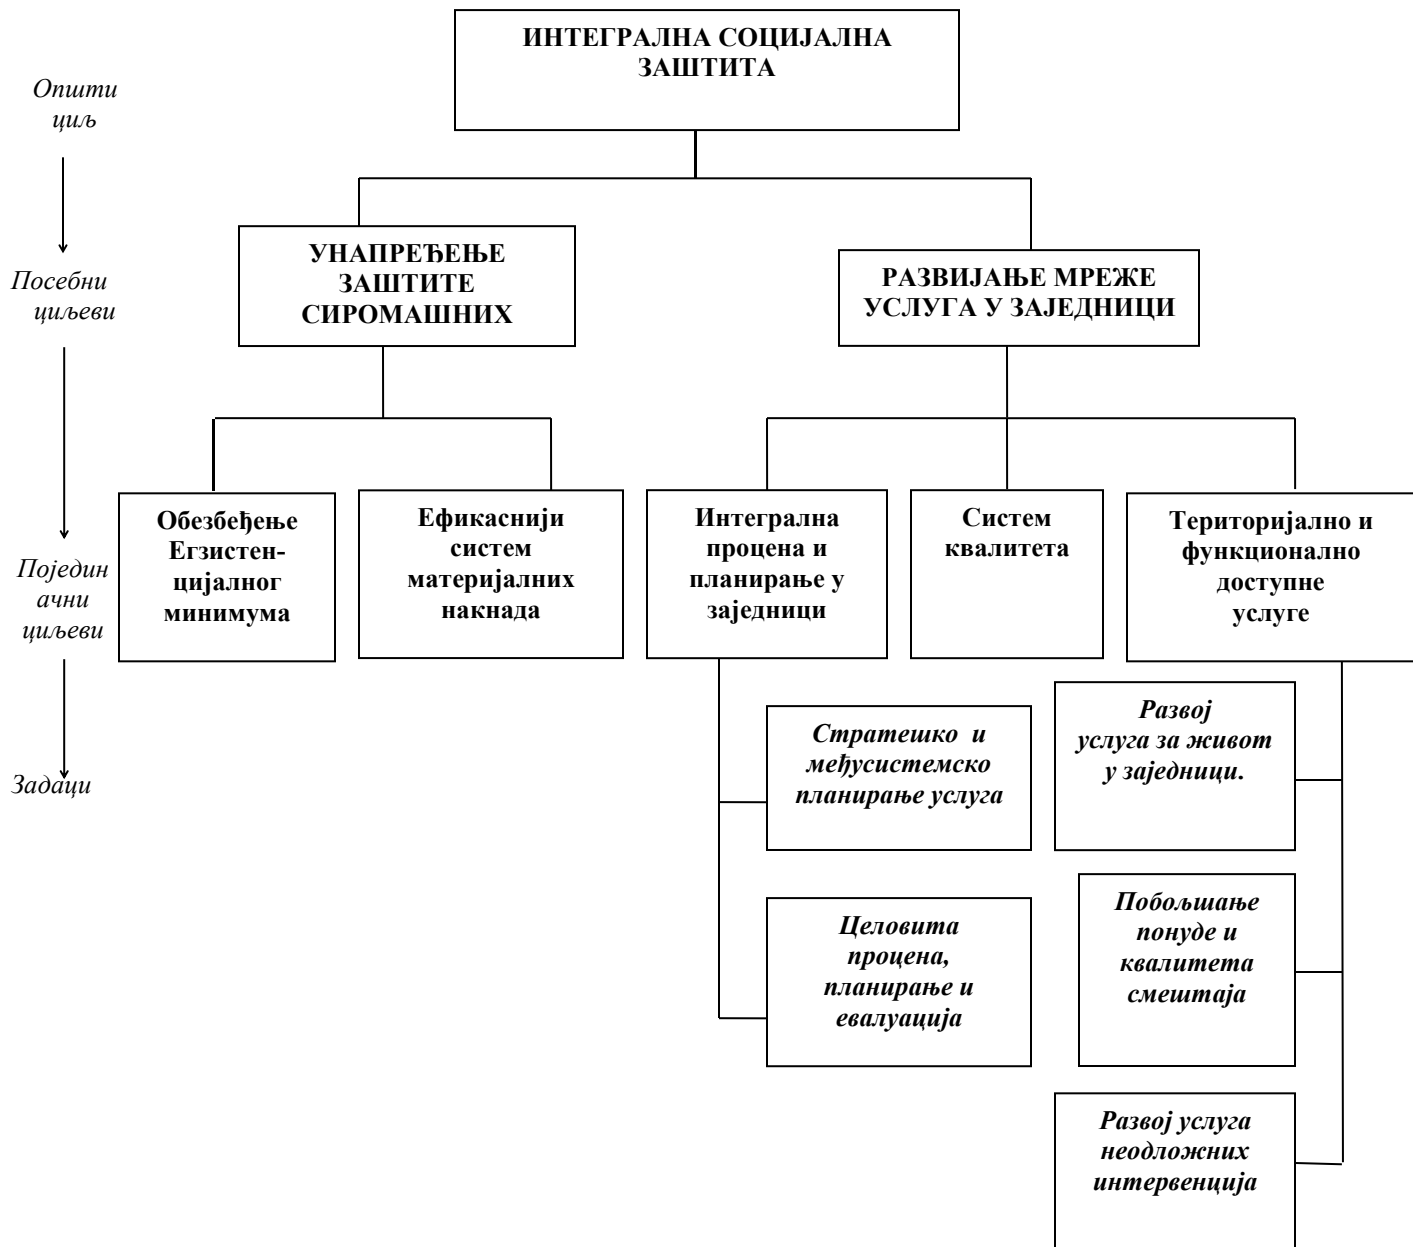 ИНТЕГРАЛНА СОЦИЈАЛНА
ЗАШТИТА
Општи
циљ
Посебни
циљеви
УНАПРЕЂЕЊЕ
ЗАШТИТЕ
СИРОМАШНИХ
РАЗВИЈАЊЕ МРЕЖЕ
УСЛУГА У ЗАЈЕДНИЦИ
Поједин
ачни
циљеви
Обезбеђење
Егзистен-
цијалног
минимума
Ефикаснији
систем
материјалних
накнада
Интегрална
процена и
планирање у
заједници
Систем
квалитета
Територијално и
функционално
доступне
услуге
Задаци
Стратешко и
међусистемско
планирање услуга
Целовита
процена,
планирање и
евалуација
Развој
услуга за живот
у заједници.
Побољшање
понуде и
квалитета
смештаја
Развој услуга
неодложних
интервенција